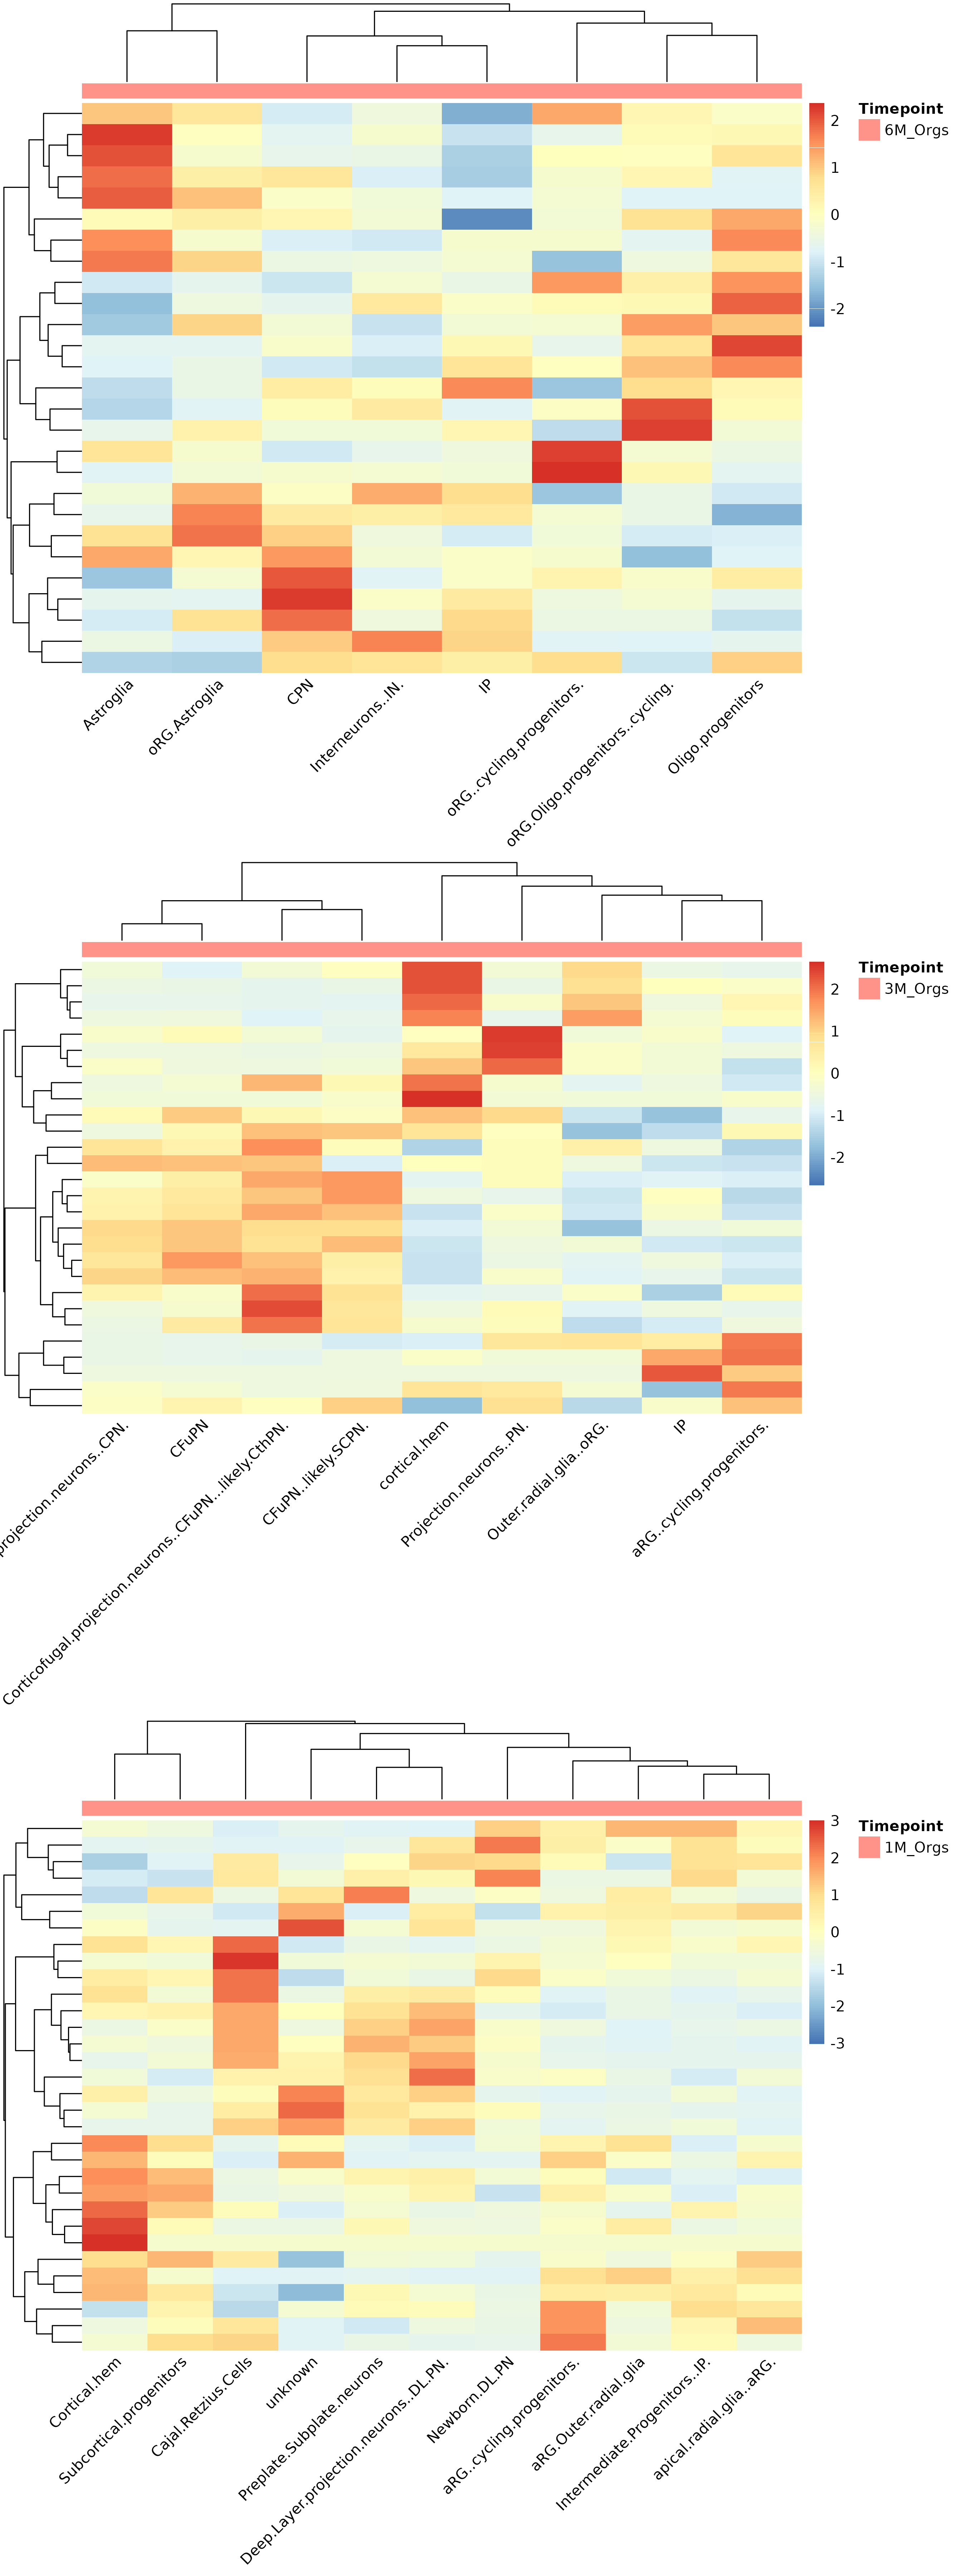 Timepoint
6M_Orgs
2
1
0
-1
-2
Astroglia
oRG.Astroglia
CPN
Interneurons..IN.
IP
oRG..cycling.progenitors.
oRG.Oligo.progenitors..cycling.
Oligo.progenitors
Timepoint
3M_Orgs
2
1
0
-1
-2
projection.neurons..CPN.
CFuPN
Corticofugal.projection.neurons..CFuPN...likely.CthPN.
CFuPN..likely.SCPN.
cortical.hem
Projection.neurons..PN.
Outer.radial.glia..oRG.
IP
aRG..cycling.progenitors.
Timepoint
1M_Orgs
3
2
1
0
-1
-2
-3
Cortical.hem
Subcortical.progenitors
Cajal.Retzius.Cells
unknown
Preplate.Subplate.neurons
Deep.Layer.projection.neurons..DL.PN.
Newborn.DL.PN
aRG..cycling.progenitors.
aRG.Outer.radial.glia
Intermediate.Progenitors..IP.
apical.radial.glia..aRG.